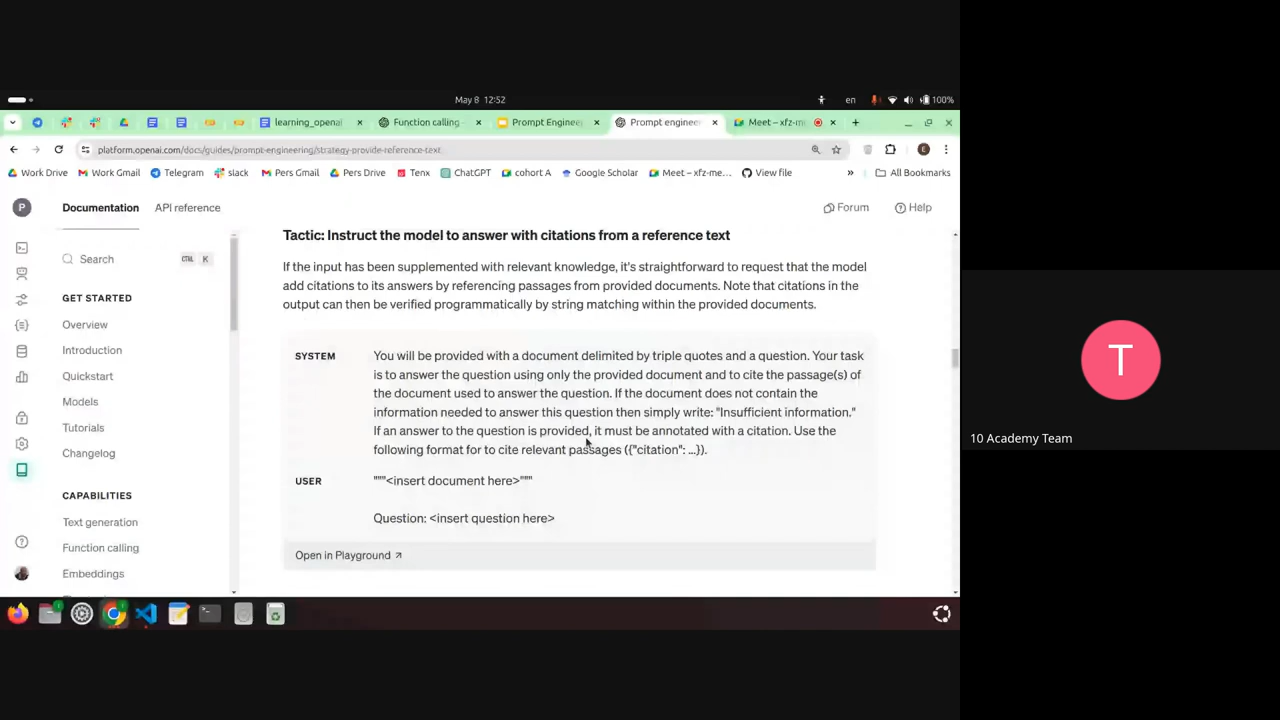 May 8 12:52
en
100%
learning_openai
Function calling
Prompt Enginee
Prompt enginee
Meet – xfz-m
platform.openai.com/docs/guides/prompt-engineering/strategy-provide-reference-text
Work Drive
Work Gmail
Telegram
slack
Pers Gmail
Pers Drive
Tenx
ChatGPT
cohort A
Google Scholar
Meet – xfz-me...
View file
»
All Bookmarks
P
Documentation
API reference
Forum
Help
Search
CTRL K
GET STARTED
Overview
Introduction
Quickstart
Models
Tutorials
Changelog
CAPABILITIES
Text generation
Function calling
Embeddings
Tactic: Instruct the model to answer with citations from a reference text
If the input has been supplemented with relevant knowledge, it's straightforward to request that the model
add citations to its answers by referencing passages from provided documents. Note that citations in the
output can then be verified programmatically by string matching within the provided documents.
SYSTEM
You will be provided with a document delimited by triple quotes and a question. Your task
is to answer the question using only the provided document and to cite the passage(s) of
the document used to answer the question. If the document does not contain the
information needed to answer this question then simply write: "Insufficient information."
If an answer to the question is provided, it must be annotated with a citation. Use the
following format for to cite relevant passages ({"citation": …}).
USER
"""<insert document here>"""
Question: <insert question here>
Open in Playground ↗
T
10 Academy Team